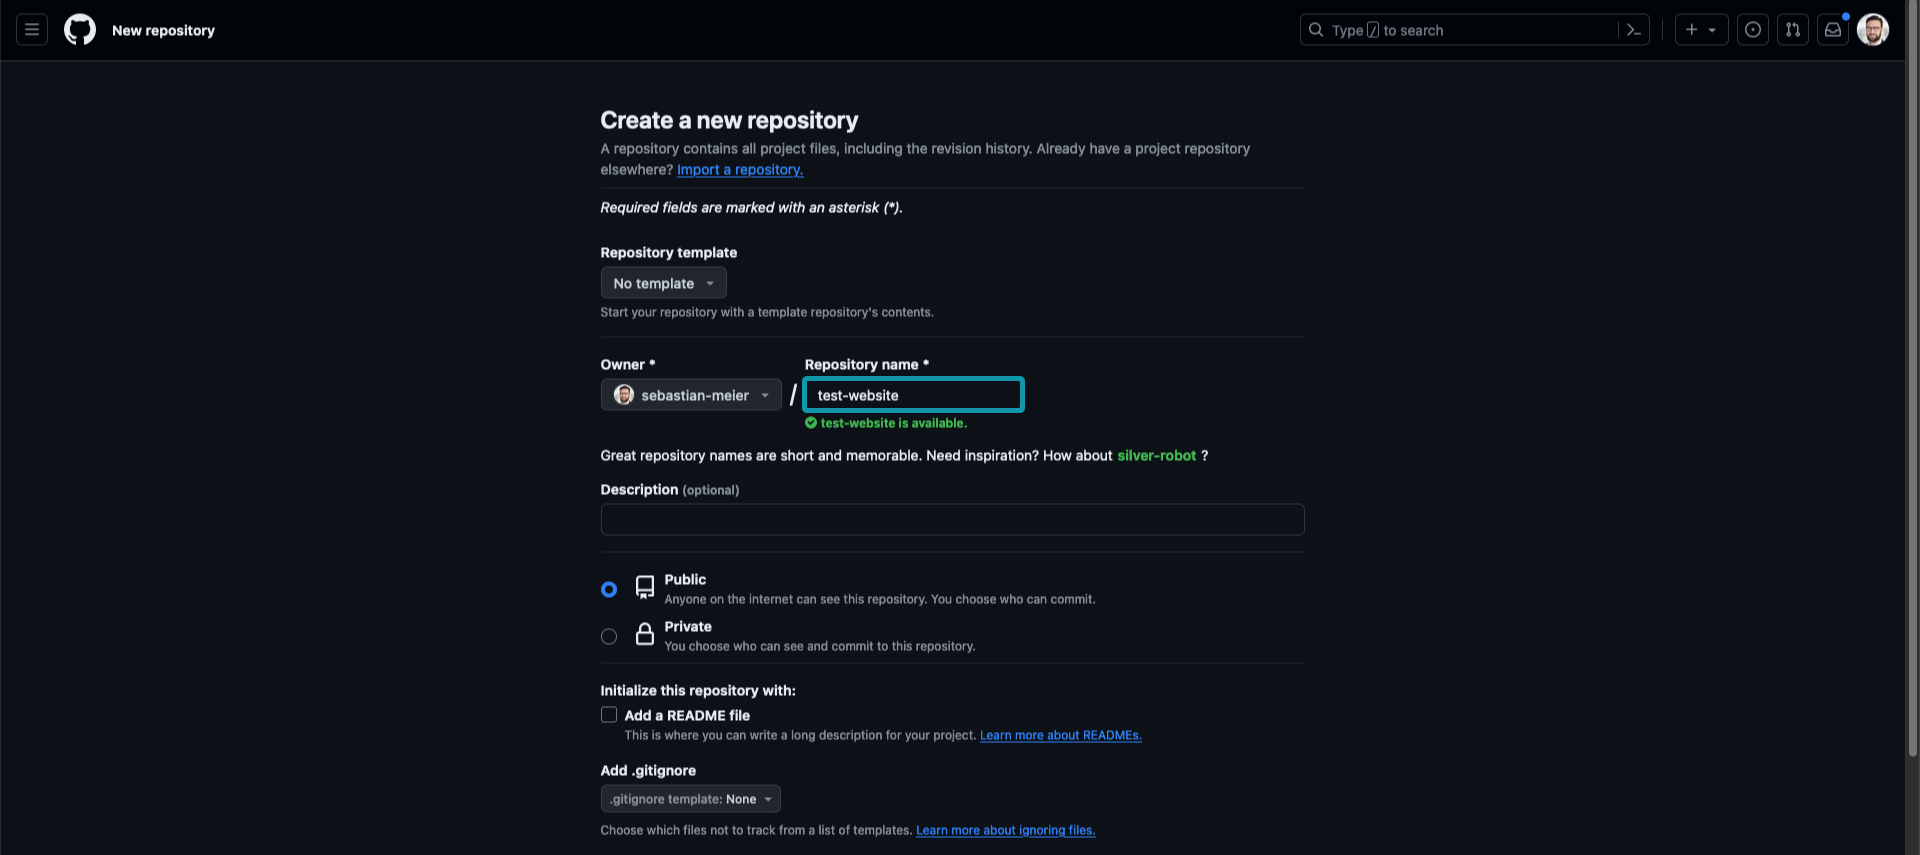 New repository
Type / to search
Create a new repository
A repository contains all project files, including the revision history. Already have a project repository
elsewhere? Import a repository.
Required fields are marked with an asterisk (*).
Repository template
No template
Start your repository with a template repository's contents.
Owner * Repository name *
sebastian-meier / test-website
test-website is available.
Great repository names are short and memorable. Need inspiration? How about silver-robot ?
Description (optional)
Public
Anyone on the internet can see this repository. You choose who can commit.
Private
You choose who can see and commit to this repository.
Initialize this repository with:
Add a README file
This is where you can write a long description for your project. Learn more about READMEs.
Add .gitignore
.gitignore template: None
Choose which files not to track from a list of templates. Learn more about ignoring files.